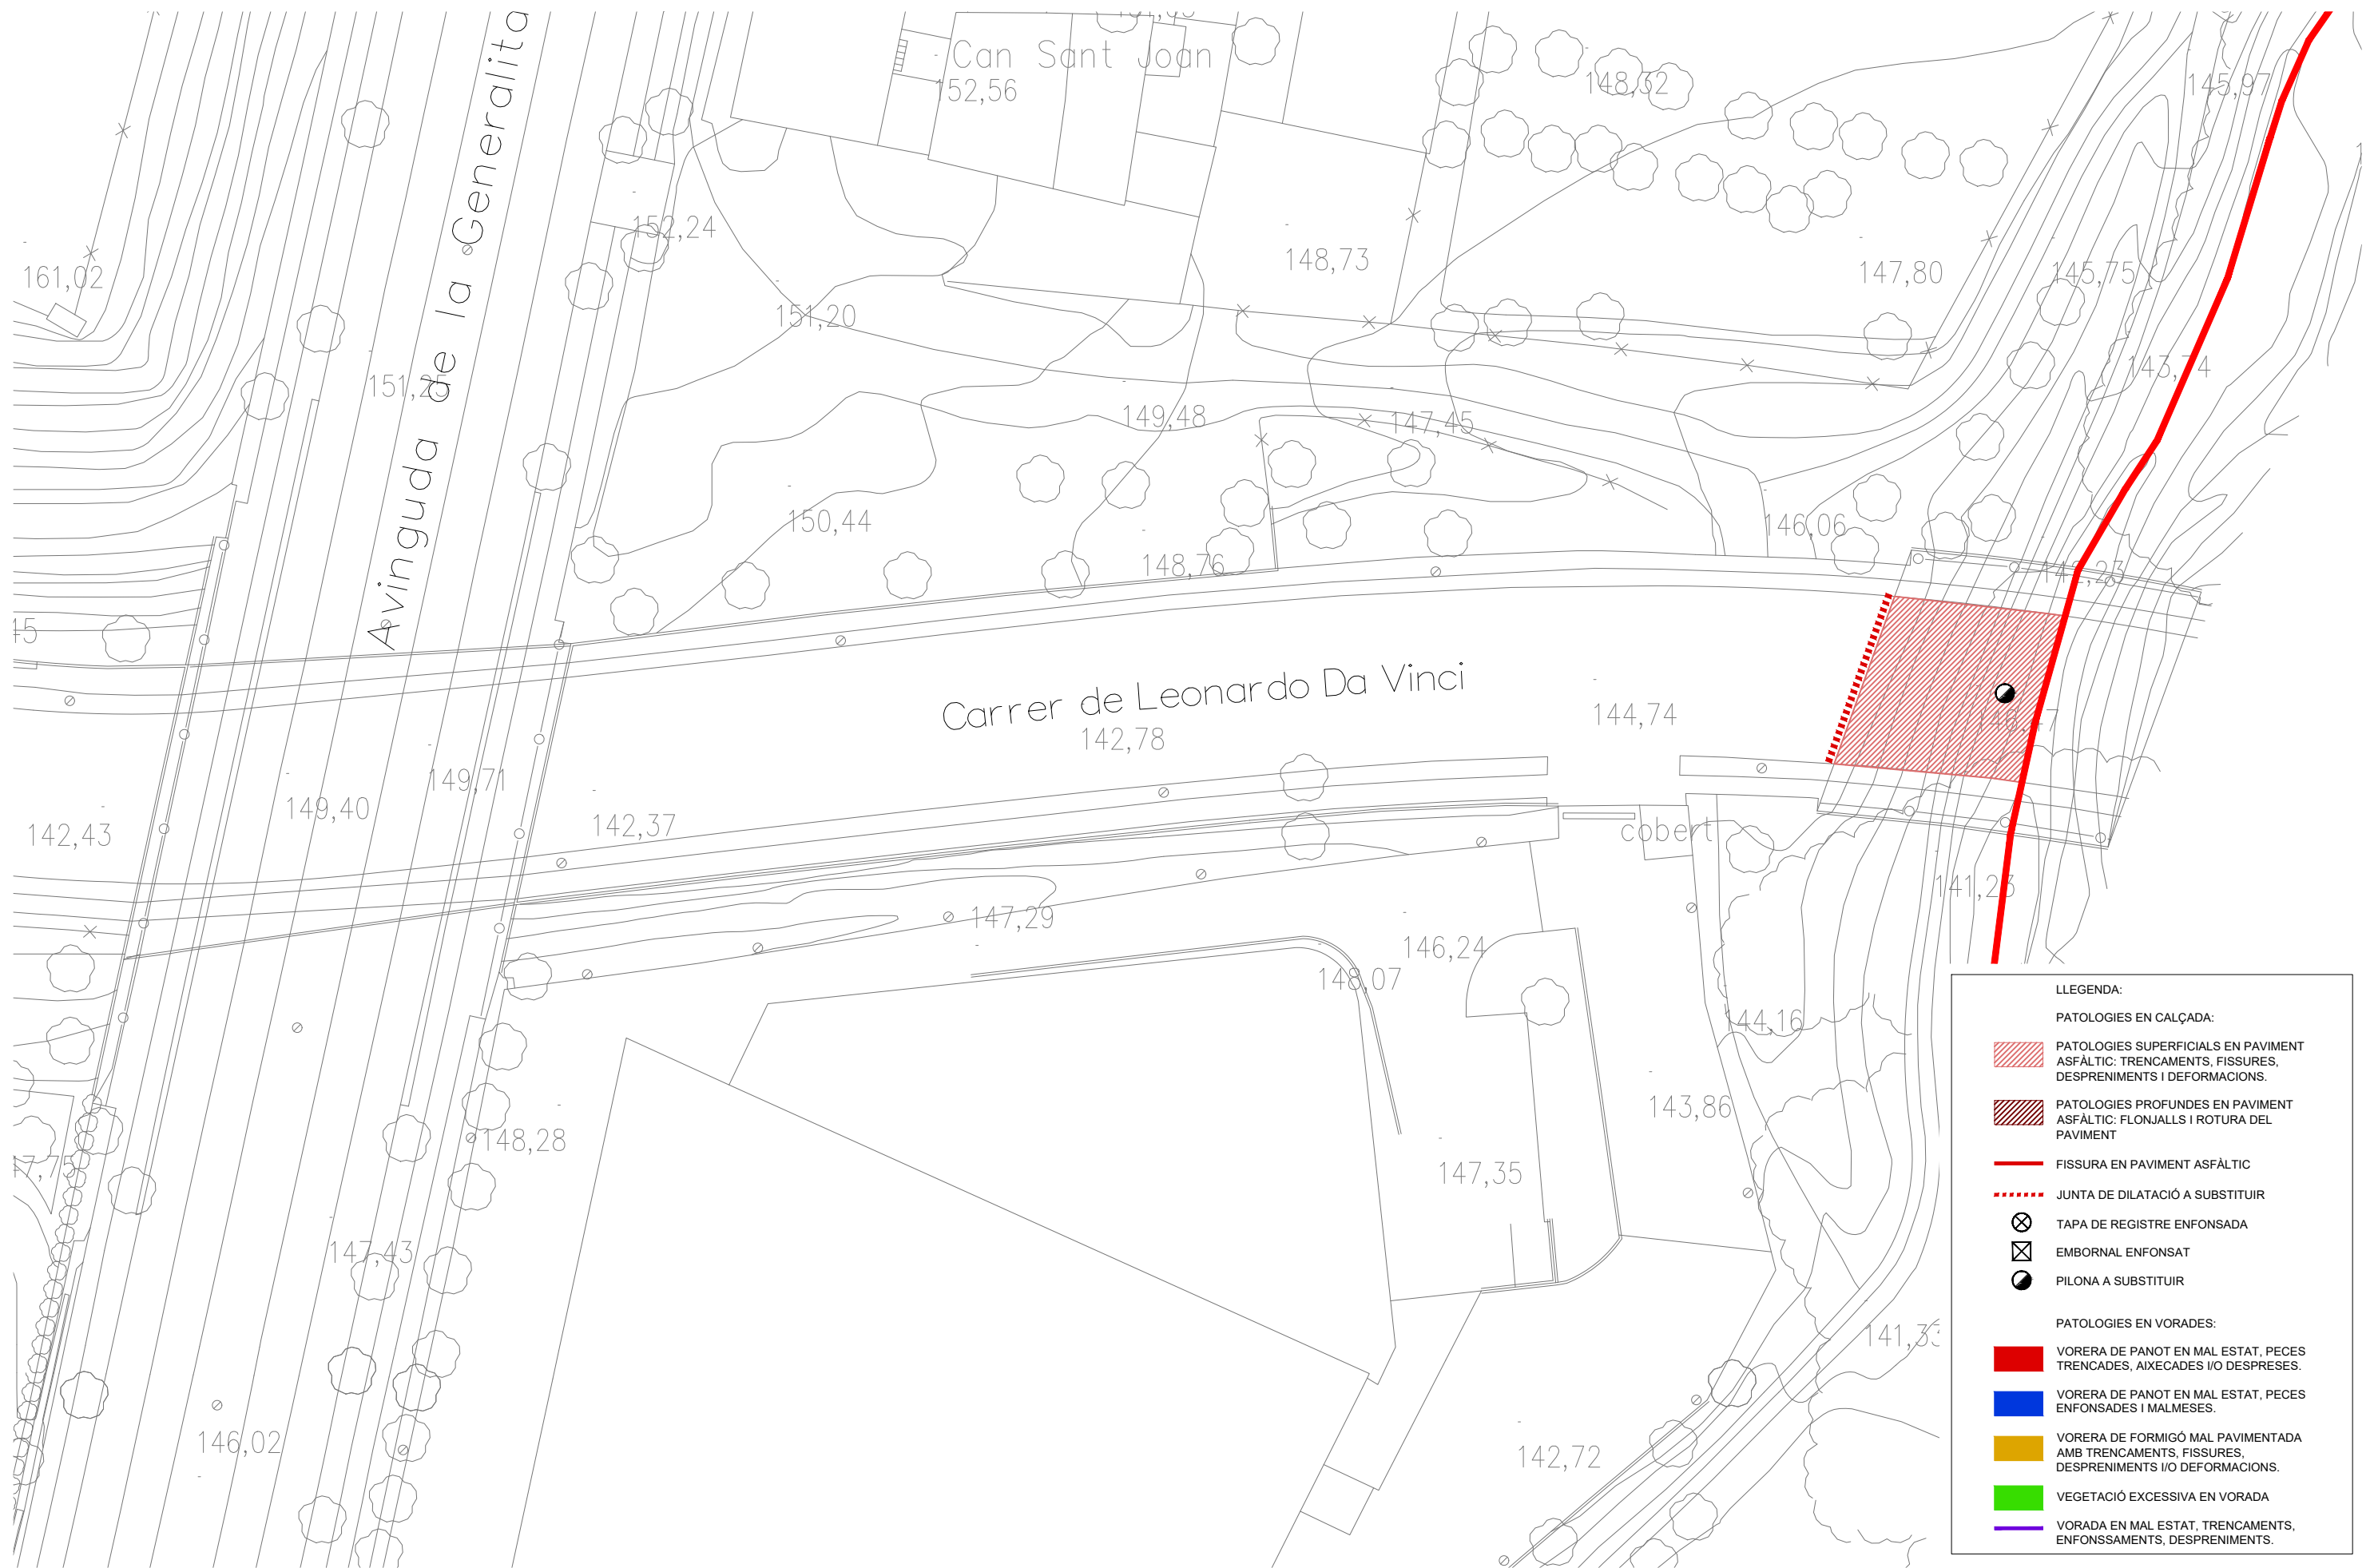 Can Sant Joan
152,56
148,32
145,97
Avinguda de la Generalita
152,24
161,02
148,73
147,80
145,75
151,20
151,25
143,74
149,48
147,45
150,44
146,06
148,76
142,23
45
Carrer de Leonardo Da Vinci
142,78
144,74
149,71
149,40
142,43
142,37
cobert
141,23
147,29
146,24
148,07
144,16
143,86
148,28
147,35
147,43
141,33
146,02
142,72
LLEGENDA:
PATOLOGIES EN CALÇADA:
PATOLOGIES SUPERFICIALS EN PAVIMENT
ASFÀLTIC: TRENCAMENTS, FISSURES,
DESPRENIMENTS I DEFORMACIONS.
PATOLOGIES PROFUNDES EN PAVIMENT
ASFÀLTIC: FLONJALLS I ROTURA DEL
PAVIMENT
FISSURA EN PAVIMENT ASFÀLTIC
JUNTA DE DILATACIÓ A SUBSTITUIR
TAPA DE REGISTRE ENFONSADA
EMBORNAL ENFONSAT
PILONA A SUBSTITUIR
PATOLOGIES EN VORADES:
VORERA DE PANOT EN MAL ESTAT, PECES
TRENCADES, AIXECADES I/O DESPRESES.
VORERA DE PANOT EN MAL ESTAT, PECES
ENFONSADES I MALMESES.
VORERA DE FORMIGÓ MAL PAVIMENTADA
AMB TRENCAMENTS, FISSURES,
DESPRENIMENTS I/O DEFORMACIONS.
VEGETACIÓ EXCESSIVA EN VORADA
VORADA EN MAL ESTAT, TRENCAMENTS,
ENFONSSAMENTS, DESPRENIMENTS.